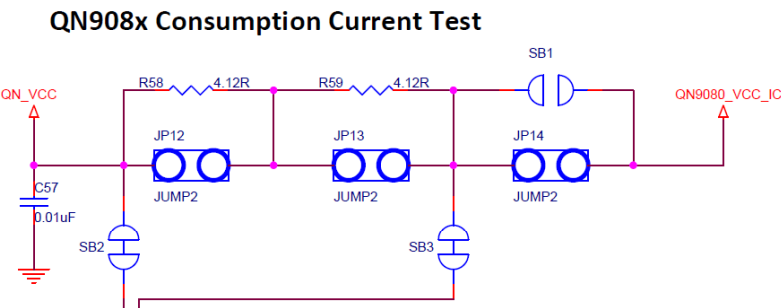 QN908x Consumption Current Test
SB1
R58 4.12R R59 4.12R
QN_VCC QN9080_VCC_IC
JP12 JP13 JP14
C57 JUMP2 JUMP2 JUMP2
0.01uF
SB2 SB3